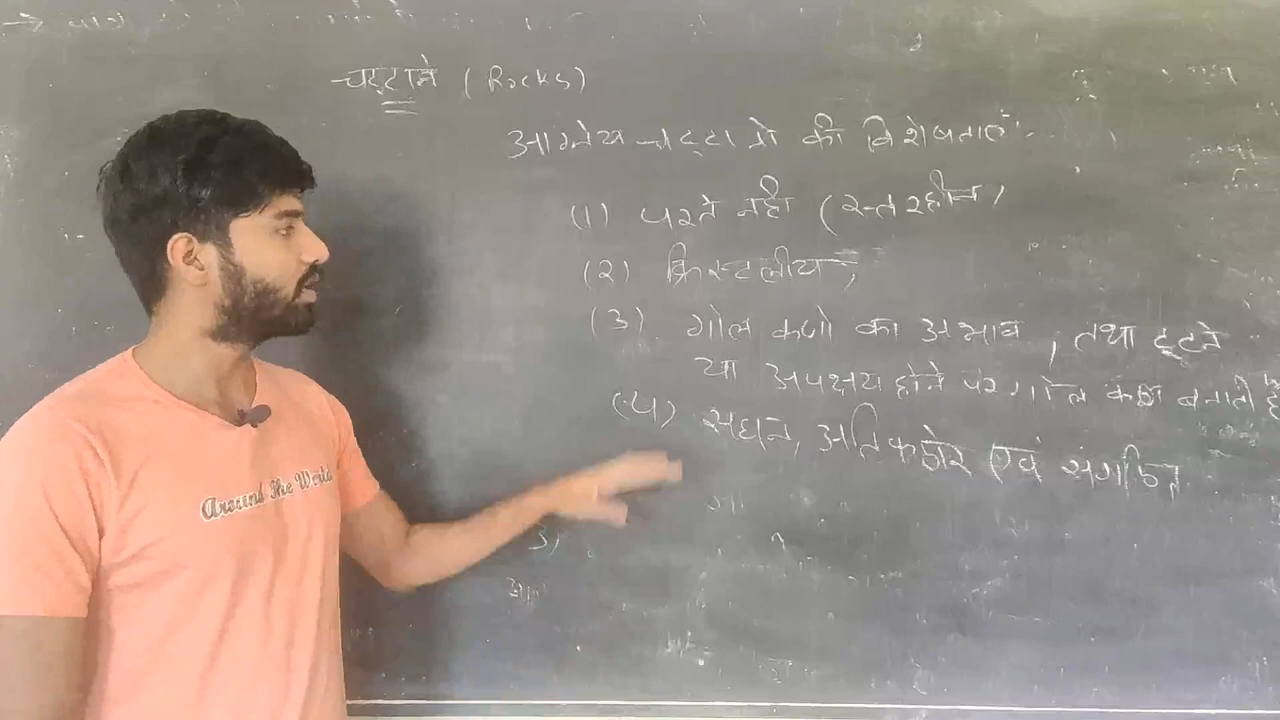 चट्टाने (Rocks)
आग्नेय चट्टानो की विशेषताएं:-
(1) परते नही (स्तरहीन)
(२) क्रिस्टलीय,
(3) गोल कणो का अभाव, तथा टूटने
या अपक्षय होने पर गोल कण बनाती है
(4) सघन, अतिकठोर एवं संगठित
Around the World